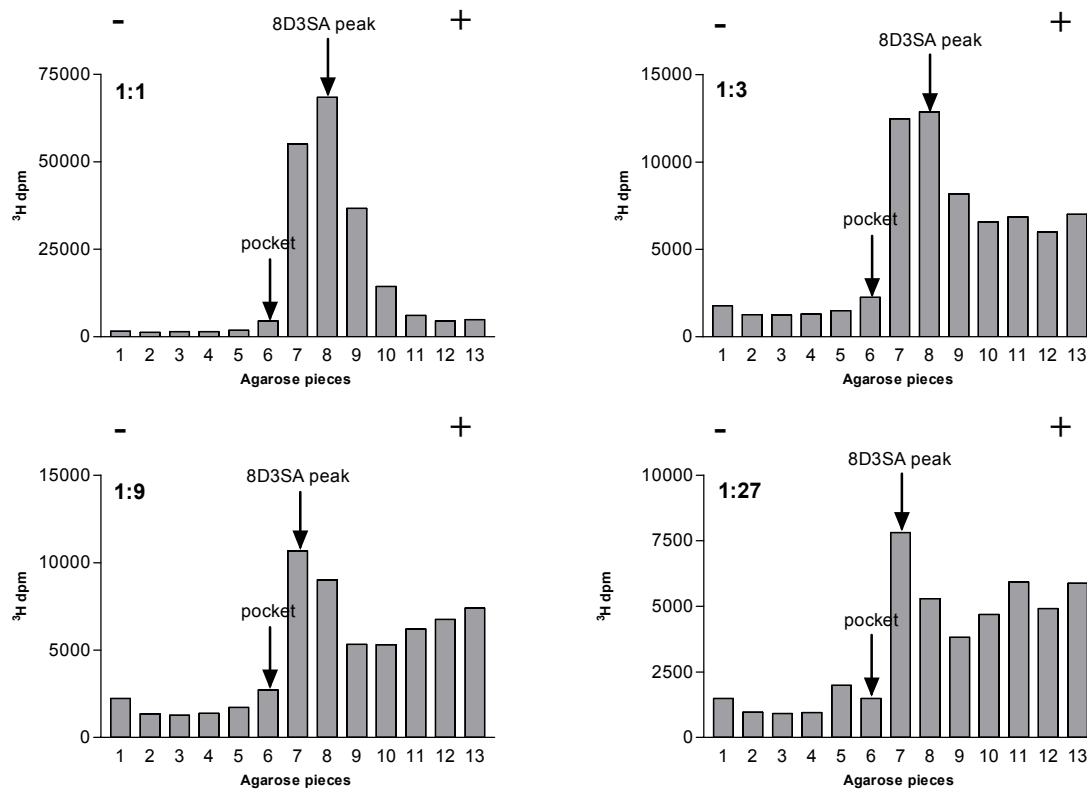 - +
8D3SA peak
1:1
75000
50000
25000
0
³H dpm
pocket
1 2 3 4 5 6 7 8 9 10 11 12 13
Agarose pieces
- +
8D3SA peak
1:3
15000
10000
5000
0
³H dpm
pocket
1 2 3 4 5 6 7 8 9 10 11 12 13
Agarose pieces
- +
8D3SA peak
1:9
15000
10000
5000
0
³H dpm
pocket
1 2 3 4 5 6 7 8 9 10 11 12 13
Agarose pieces
- +
8D3SA peak
1:27
10000
7500
5000
2500
0
³H dpm
pocket
1 2 3 4 5 6 7 8 9 10 11 12 13
Agarose pieces